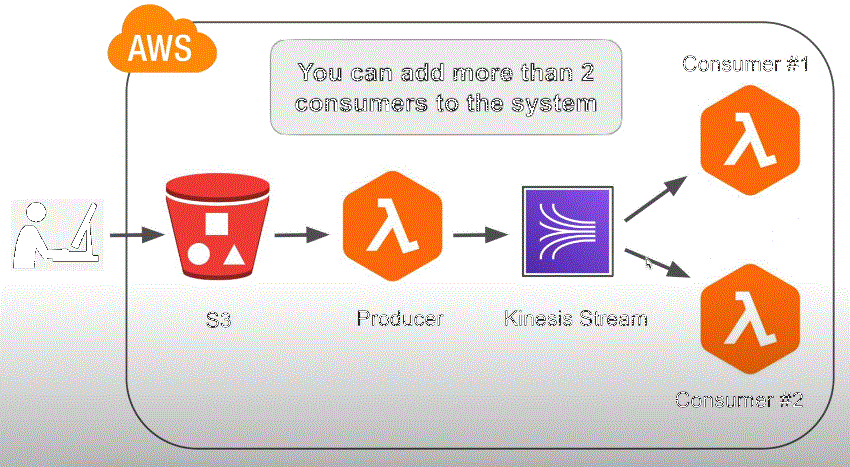 AWS
You can add more than 2
consumers to the system
Consumer #1
S3
Producer
Kinesis Stream
Consumer #2